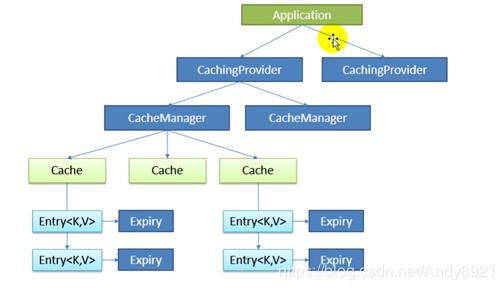 Application
CachingProvider
CachingProvider
CacheManager
CacheManager
Cache
Cache
Cache
Entry<K,V>
Expiry
Entry<K,V>
Expiry
Entry<K,V>
Expiry
Entry<K,V>
Expiry
https://blog.csdn.net/Andy8921